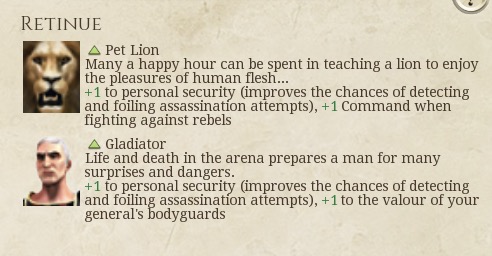 RETINUE
Pet Lion
Many a happy hour can be spent in teaching a lion to enjoy
the pleasures of human flesh...
+1 to personal security (improves the chances of detecting
and foiling assassination attempts), +1 Command when
fighting against rebels
Gladiator
Life and death in the arena prepares a man for many
surprises and dangers.
+1 to personal security (improves the chances of detecting
and foiling assassination attempts), +1 to the valour of your
general's bodyguards